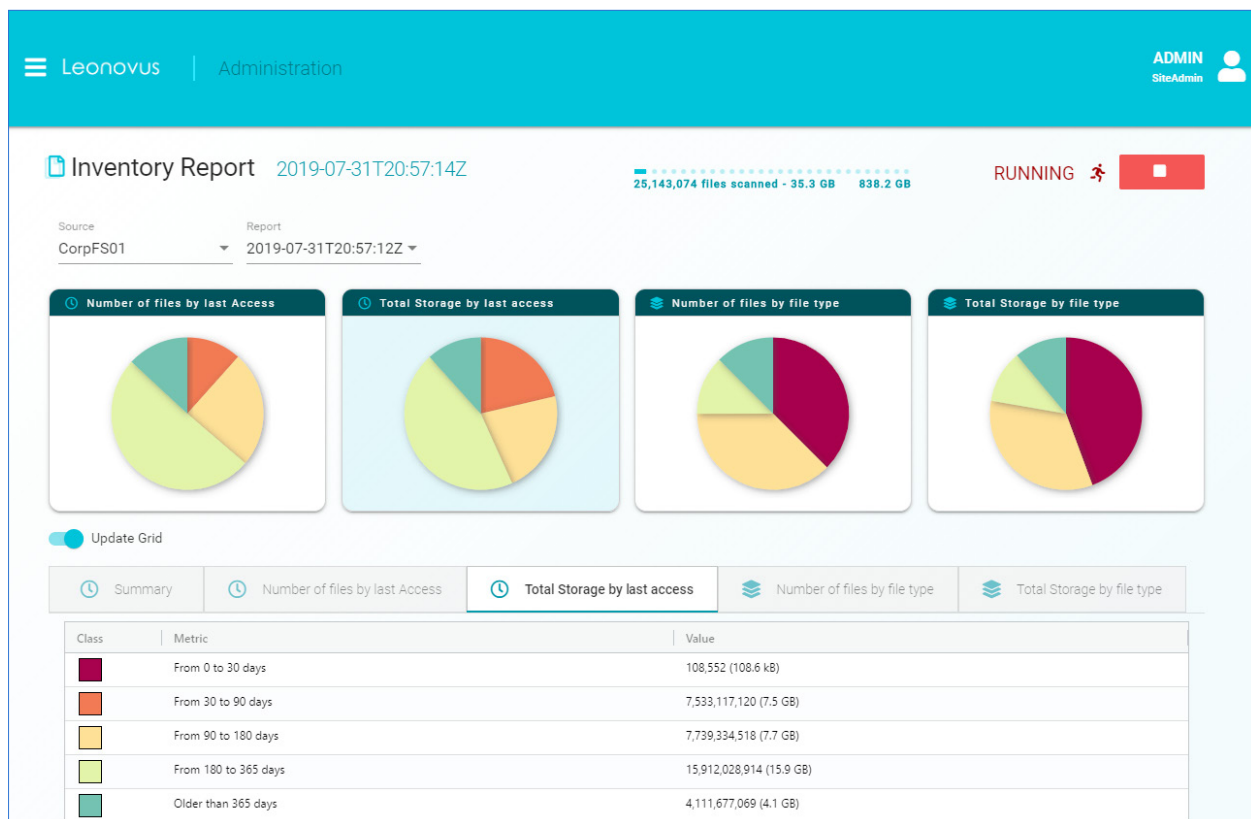 Leonovus Administration
ADMIN
SiteAdmin
Inventory Report 2019-07-31T20:57:14Z
25,143,074 files scanned - 35.3 GB 838.2 GB
RUNNING
Source Report
CorpFS01 2019-07-31T20:57:12Z
Number of files by last Access Total Storage by last access Number of files by file type Total Storage by file type
Update Grid
Summary Number of files by last Access Total Storage by last access Number of files by file type Total Storage by file type
Class Metric Value
From 0 to 30 days 108,552 (108.6 kB)
From 30 to 90 days 7,533,117,120 (7.5 GB)
From 90 to 180 days 7,739,334,518 (7.7 GB)
From 180 to 365 days 15,912,028,914 (15.9 GB)
Older than 365 days 4,111,677,069 (4.1 GB)